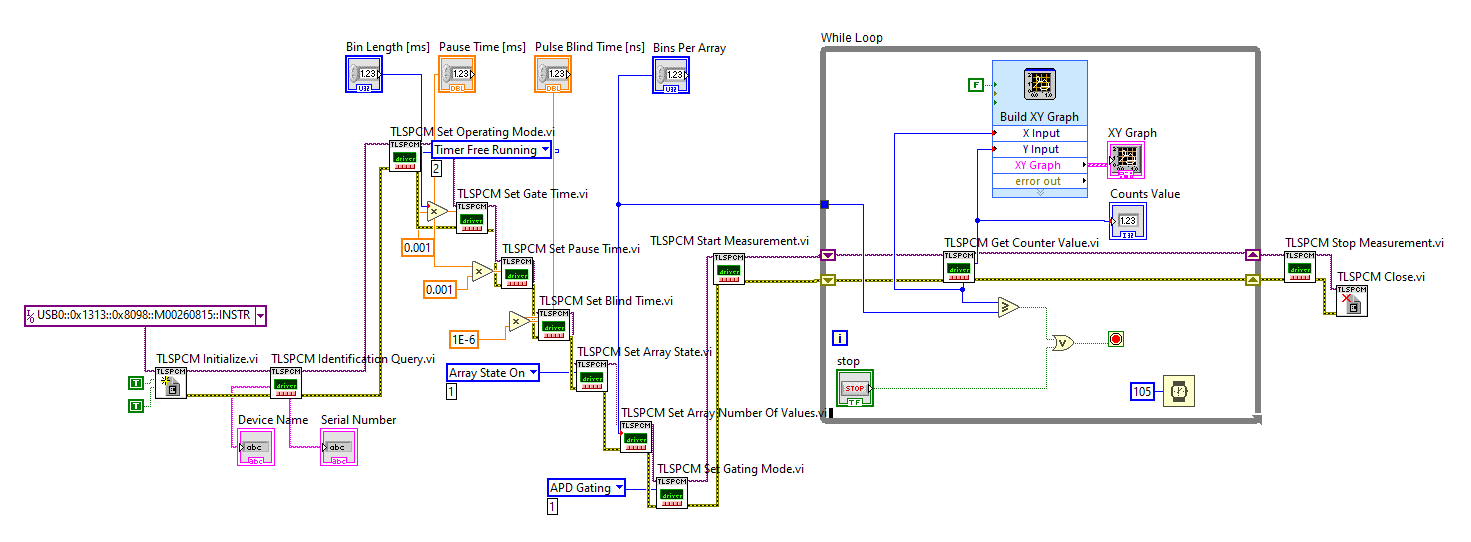 While Loop
Bin Length [ms]
Pause Time [ms]
Pulse Blind Time [ns]
Bins Per Array
1.23
U32
1.23
DBL
1.23
DBL
1.23
U32
F
Build XY Graph
X Input
Y Input
XY Graph
error out
XY Graph
Counts Value
1.23
I32
TLSPCM Set Operating Mode.vi
TLSPCM
driver
Timer Free Running
2
TLSPCM Set Gate Time.vi
TLSPCM
driver
0.001
TLSPCM Set Pause Time.vi
TLSPCM
driver
0.001
TLSPCM Set Blind Time.vi
TLSPCM
driver
1E-6
TLSPCM Start Measurement.vi
TLSPCM
driver
TLSPCM Get Counter Value.vi
TLSPCM
driver
TLSPCM Stop Measurement.vi
TLSPCM
driver
TLSPCM Close.vi
TLSPCM
USB0::0x1313::0x8098::M00260815::INSTR
TLSPCM Initialize.vi
TLSPCM
T
T
TLSPCM Identification Query.vi
TLSPCM
driver
Device Name
abc
abc
Serial Number
abc
abc
TLSPCM Set Array State.vi
TLSPCM
driver
Array State On
1
TLSPCM Set Array Number Of Values.vi
TLSPCM
driver
TLSPCM Set Gating Mode.vi
TLSPCM
driver
APD Gating
1
i
stop
STOP
TF
105